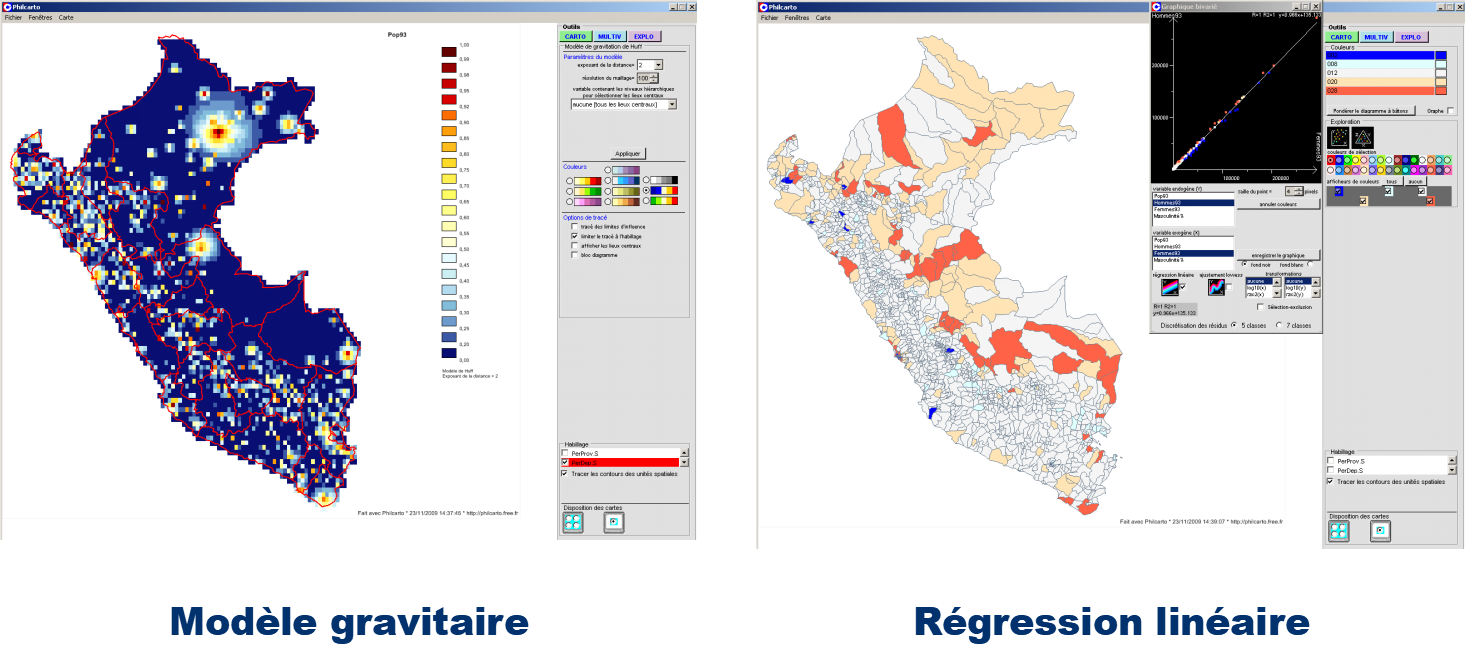 Philcarto
Fichier Fenêtres Carte
Pop93
1,00
0,99
0,98
0,95
0,92
0,90
0,85
0,80
0,75
0,70
0,65
0,60
0,55
0,50
0,45
0,40
0,35
0,30
0,25
0,20
0,00
Modèle de Huff
Exposant de la distance = 2
Fait avec Philcarto * 23/11/2009 14:37:45 * http://philcarto.free.fr
Outils
CARTO MULTIV EXPLO
Modèle de gravitation de Huff
Paramètres du modèle
exposant de la distance= 2
résolution du maillage= 100
variable contenant les niveaux hiérarchiques
pour sélectionner les lieux centraux
aucune (tous les lieux centraux)
Appliquer
Couleurs
Options de tracé
tracé des limites d'influence
limiter le tracé à l'habillage
afficher les lieux centraux
bloc diagramme
Habillage
PerProv.S
PerDep.S
Tracer les contours des unités spatiales
Disposition des cartes
Philcarto
Fichier Fenêtres Carte
Fait avec Philcarto * 23/11/2009 14:39:07 * http://philcarto.free.fr
Graphique bivarié
Hommes93
R=1 R2=1 y=0.966x+135.133
200000
100000
100000 200000
Femmes93
variable endogène (Y)
Pop93
Hommes93
Femmes93
Masculinité%
taille du point = 4 pixels
annuler couleurs
variable exogène (X)
Pop93
Hommes93
Femmes93
Masculinité%
enregistrer le graphique
fond noir fond blanc
régression linéaire
ajustement lowess
transformations
aucune
log10(x)
rac2(x)
aucune
log10(y)
rac2(y)
R=1 R2=1
y=0.966x+135.133
Sélection-exclusion
Discrétisation des résidus 5 classes 7 classes
Outils
CARTO MULTIV EXPLO
Couleurs
008
012
020
028
Pondérer le diagramme à bâtons
Graphe
Exploration
couleurs de sélection
afficheurs de couleurs tous aucun
Habillage
PerProv.S
PerDep.S
Tracer les contours des unités spatiales
Disposition des cartes
Modèle gravitaire
Régression linéaire